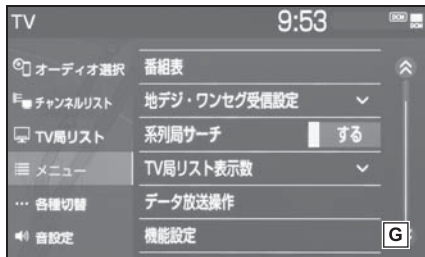 TV
9:53
DCM
オーディオ選択
チャンネルリスト
TV局リスト
メニュー
各種切替
音設定
番組表
地デジ・ワンセグ受信設定
系列局サーチ
する
TV局リスト表示数
データ放送操作
機能設定
G